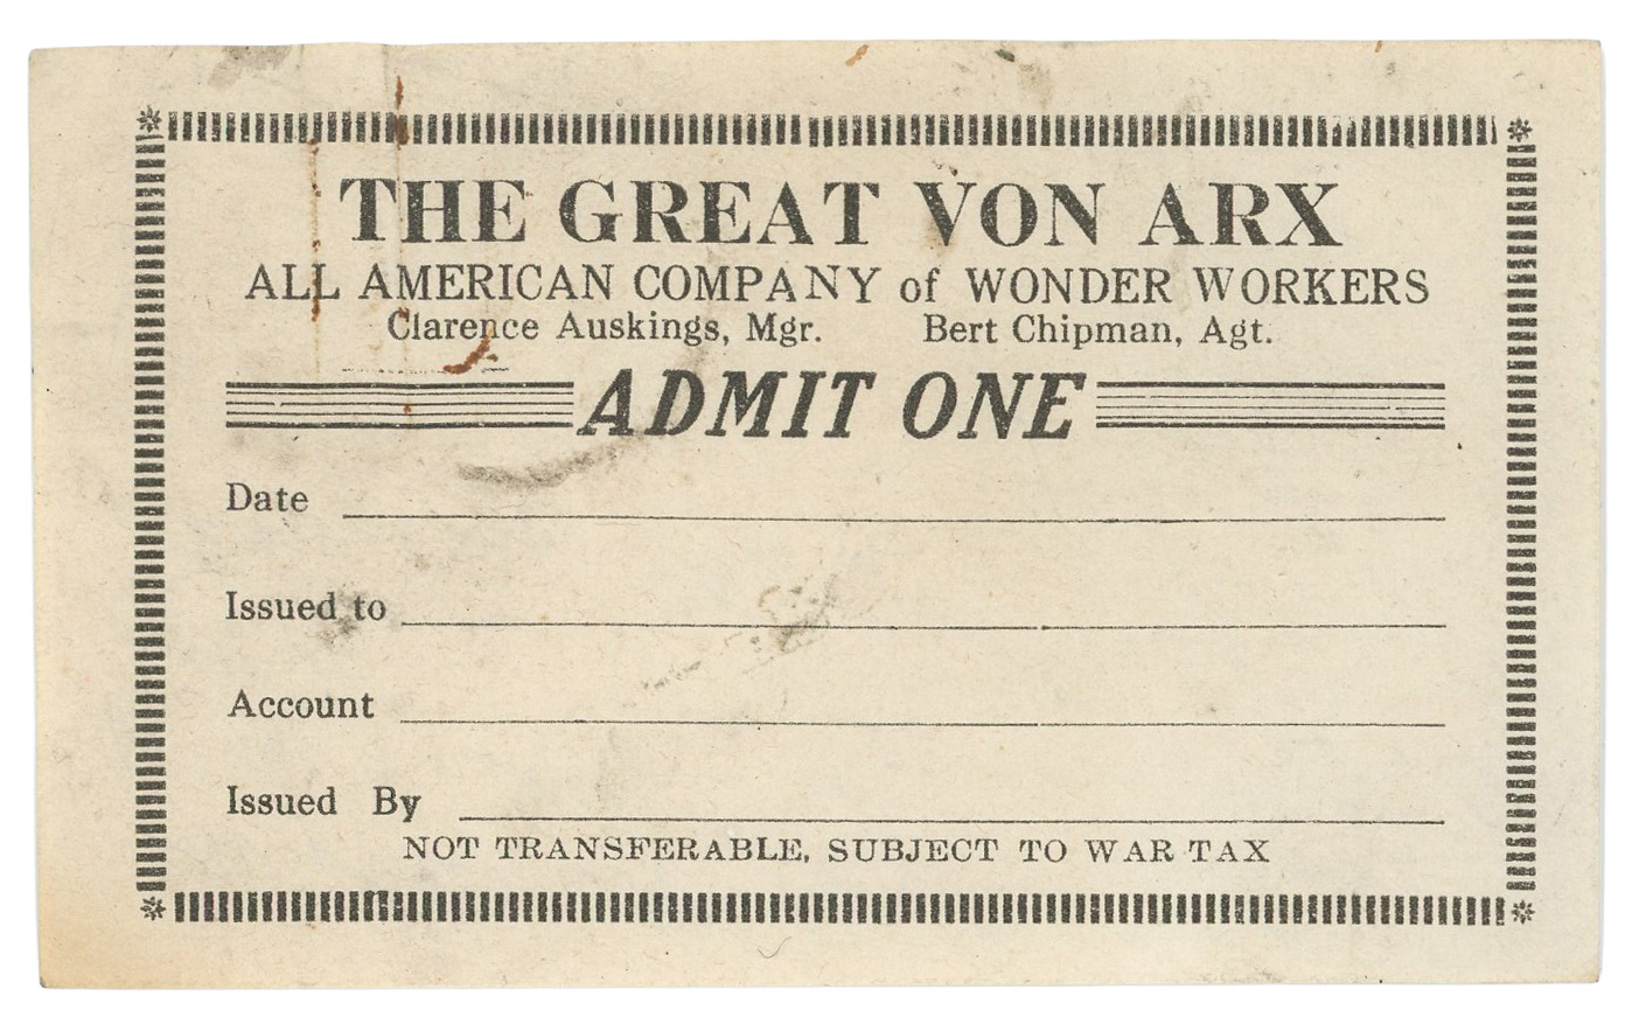 THE GREAT VON ARX
ALL AMERICAN COMPANY of WONDER WORKERS
Clarence Auskings, Mgr. Bert Chipman, Agt.
ADMIT ONE
Date
Issued to
Account
Issued By
NOT TRANSFERABLE, SUBJECT TO WAR TAX